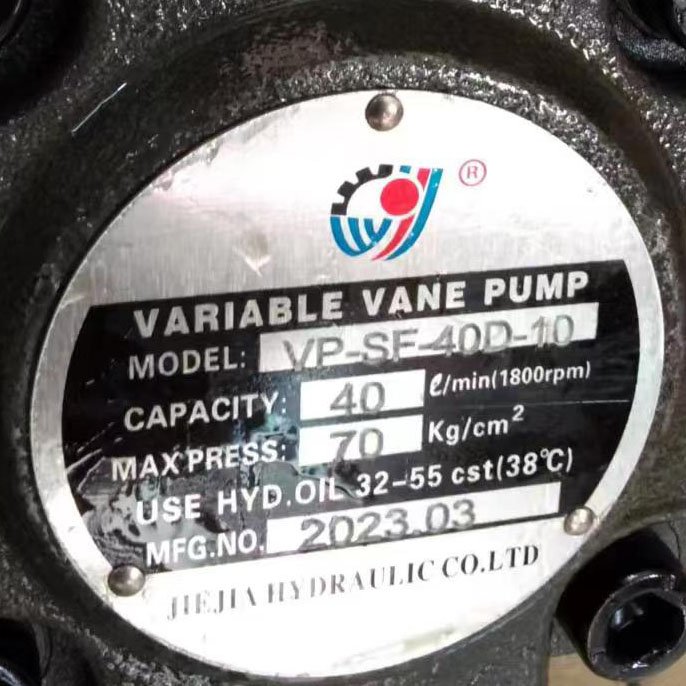 ®
VARIABLE VANE PUMP
MODEL: VP-SF-40D-10
CAPACITY: 40 ℓ/min(1800rpm)
MAX PRESS: 70 Kg/cm²
USE HYD.OIL 32-55 cst(38℃)
MFG.NO. 2023.03
JIEJIA HYDRAULIC CO.LTD